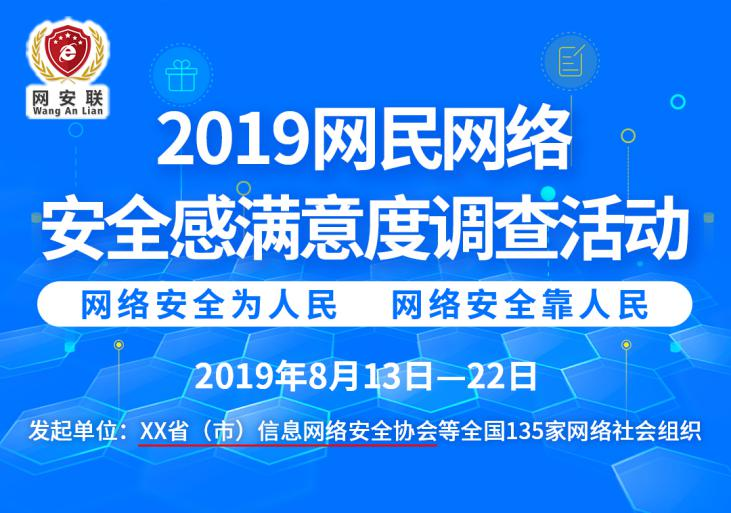 网安联
Wang An Lian
2019网民网络
安全感满意度调查活动
网络安全为人民 网络安全靠人民
2019年8月13日—22日
发起单位：XX省（市）信息网络安全协会等全国135家网络社会组织